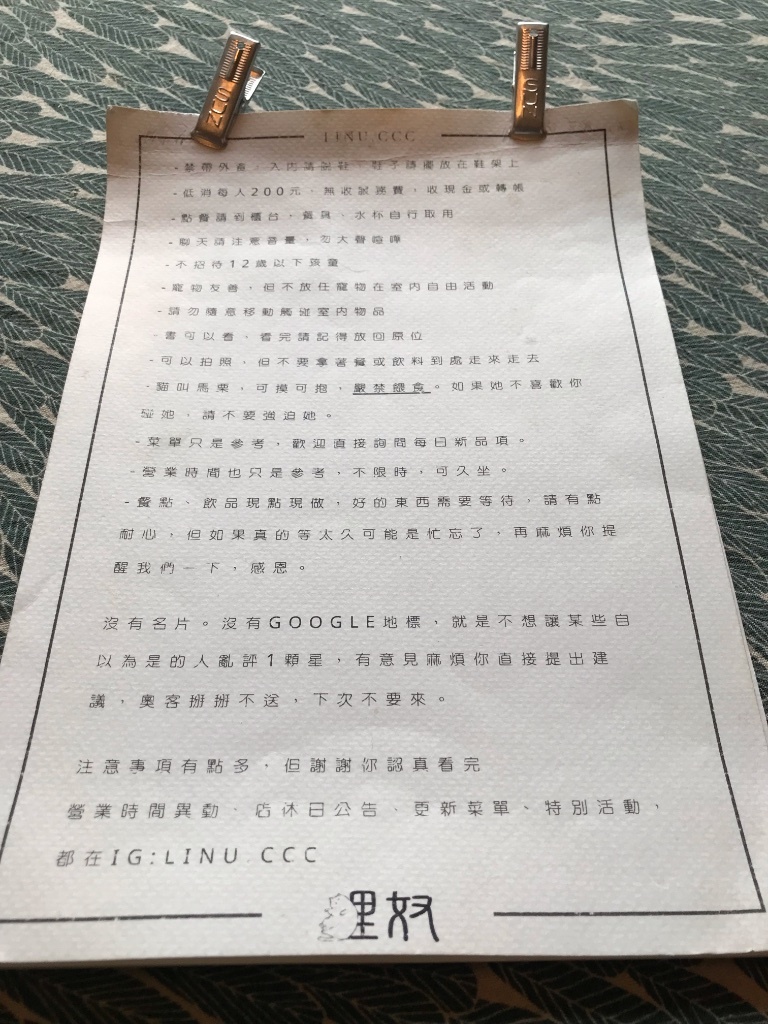 LINU.CCC
-禁帶外食，入內請脫鞋，鞋子請擺放在鞋架上
-低消每人200元，無收服務費，收現金或轉帳
-點餐請到櫃台，餐具、水杯自行取用
-聊天請注意音量，勿大聲喧嘩
-不招待12歲以下孩童
-寵物友善，但不放任寵物在室內自由活動
-請勿隨意移動觸碰室內物品
-書可以看，看完請記得放回原位
-可以拍照，但不要拿著餐或飲料到處走來走去
-貓叫馬栗，可摸可抱，嚴禁餵食。如果她不喜歡你
碰她，請不要強迫她。
-菜單只是參考，歡迎直接詢問每日新品項。
-營業時間也只是參考，不限時，可久坐。
-餐點、飲品現點現做，好的東西需要等待，請有點
耐心，但如果真的等太久可能是忙忘了，再麻煩你提
醒我們一下，感恩。
沒有名片。沒有GOOGLE地標，就是不想讓某些自
以為是的人亂評1顆星，有意見麻煩你直接提出建
議，奧客掰掰不送，下次不要來。
注意事項有點多，但謝謝你認真看完
營業時間異動、店休日公告、更新菜單、特別活動，
都在IG:LINU.CCC
里奴
SUN
SUN